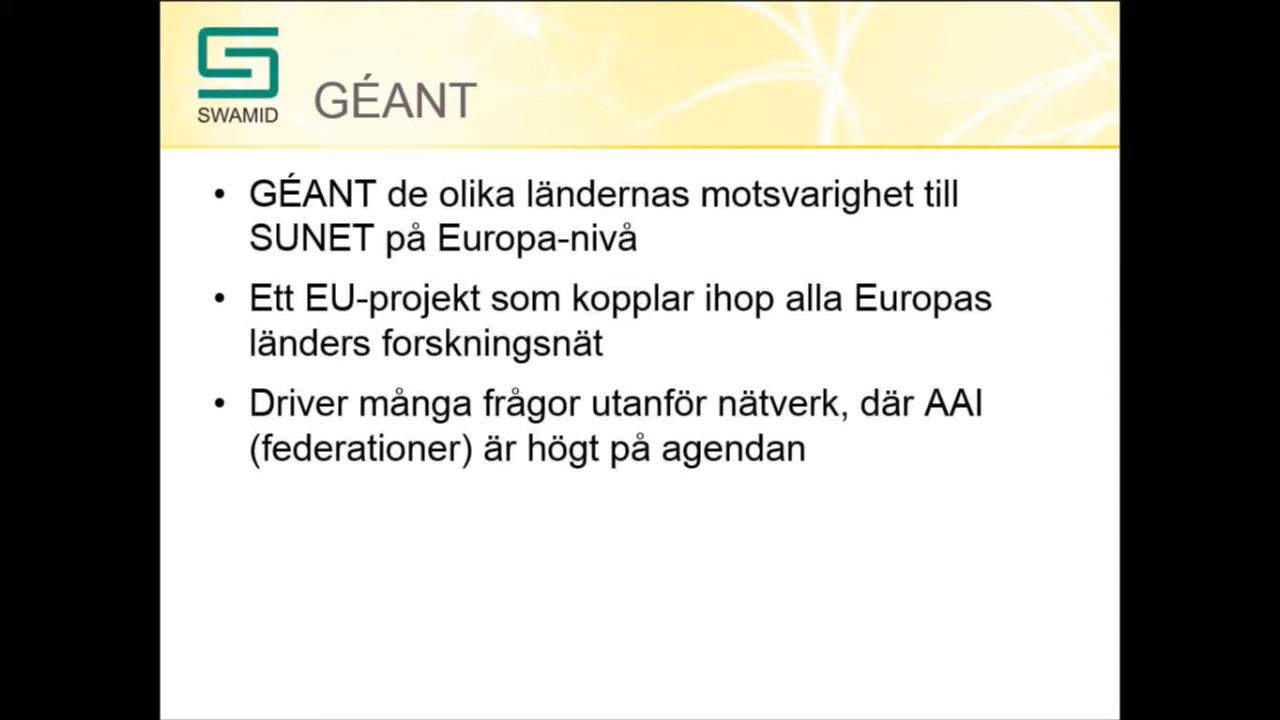 SWAMID
GÉANT
• GÉANT de olika ländernas motsvarighet till
SUNET på Europa-nivå
• Ett EU-projekt som kopplar ihop alla Europas
länders forskningsnät
• Driver många frågor utanför nätverk, där AAI
(federationer) är högt på agendan